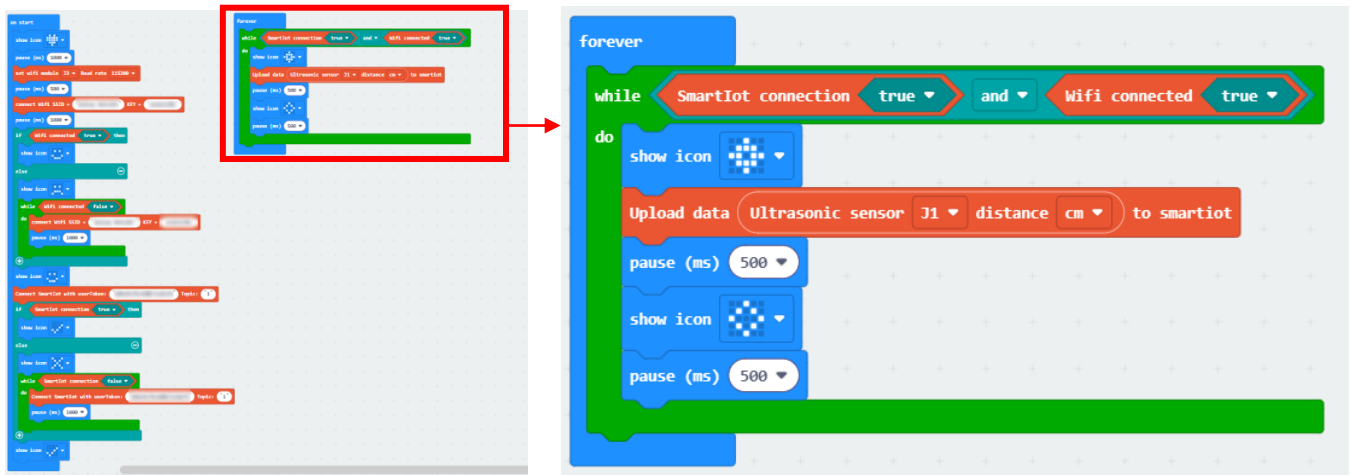 on start
show icon
pause (ms) 1000
set wifi module J1 Baud rate 115200
pause (ms) 500
connect Wifi SSID = KEY =
pause (ms) 1000
if Wifi connected true then
show icon
else
show icon
while Wifi connected false
do connect Wifi SSID = KEY =
pause (ms) 1000
show icon
Connect SmartIot with userToken: Topic: 1
if SmartIot connection true then
show icon
else
show icon
while SmartIot connection false
do Connect SmartIot with userToken: Topic: 1
pause (ms) 1000
show icon
forever
while SmartIot connection true and Wifi connected true
do show icon
Upload data Ultrasonic sensor J1 distance cm to smartiot
pause (ms) 500
show icon
pause (ms) 500
forever
while SmartIot connection true and Wifi connected true
do
show icon
Upload data Ultrasonic sensor J1 distance cm to smartiot
pause (ms) 500
show icon
pause (ms) 500